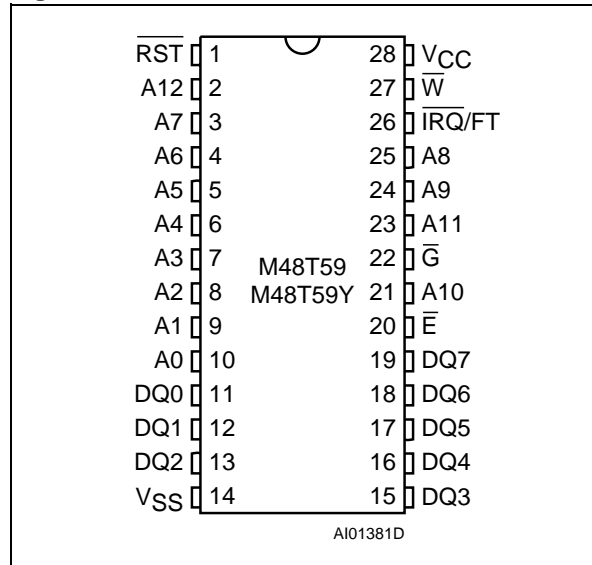 R̅S̅T̅ 1 28 VCC
A12 2 27 W̅
A7 3 26 I̅R̅Q̅/FT
A6 4 25 A8
A5 5 24 A9
A4 6 23 A11
A3 7 M48T59 22 G̅
A2 8 M48T59Y 21 A10
A1 9 20 E̅
A0 10 19 DQ7
DQ0 11 18 DQ6
DQ1 12 17 DQ5
DQ2 13 16 DQ4
VSS 14 15 DQ3
AI01381D